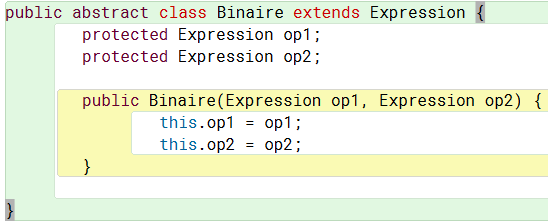 public abstract class Binaire extends Expression {
protected Expression op1;
protected Expression op2;
public Binaire(Expression op1, Expression op2) {
this.op1 = op1;
this.op2 = op2;
}
}